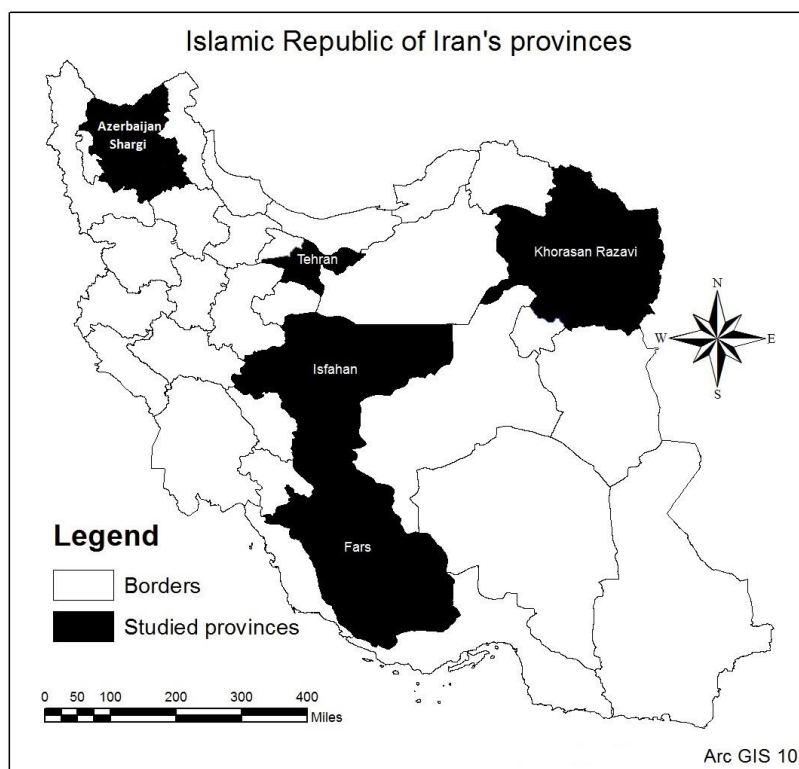 Islamic Republic of Iran's provinces
Azerbaijan
Shargi
Tehran
Khorasan Razavi
Isfahan
Fars
N
W
E
S
Legend
Borders
Studied provinces
0 50 100 200 300 400
Miles
Arc GIS 10